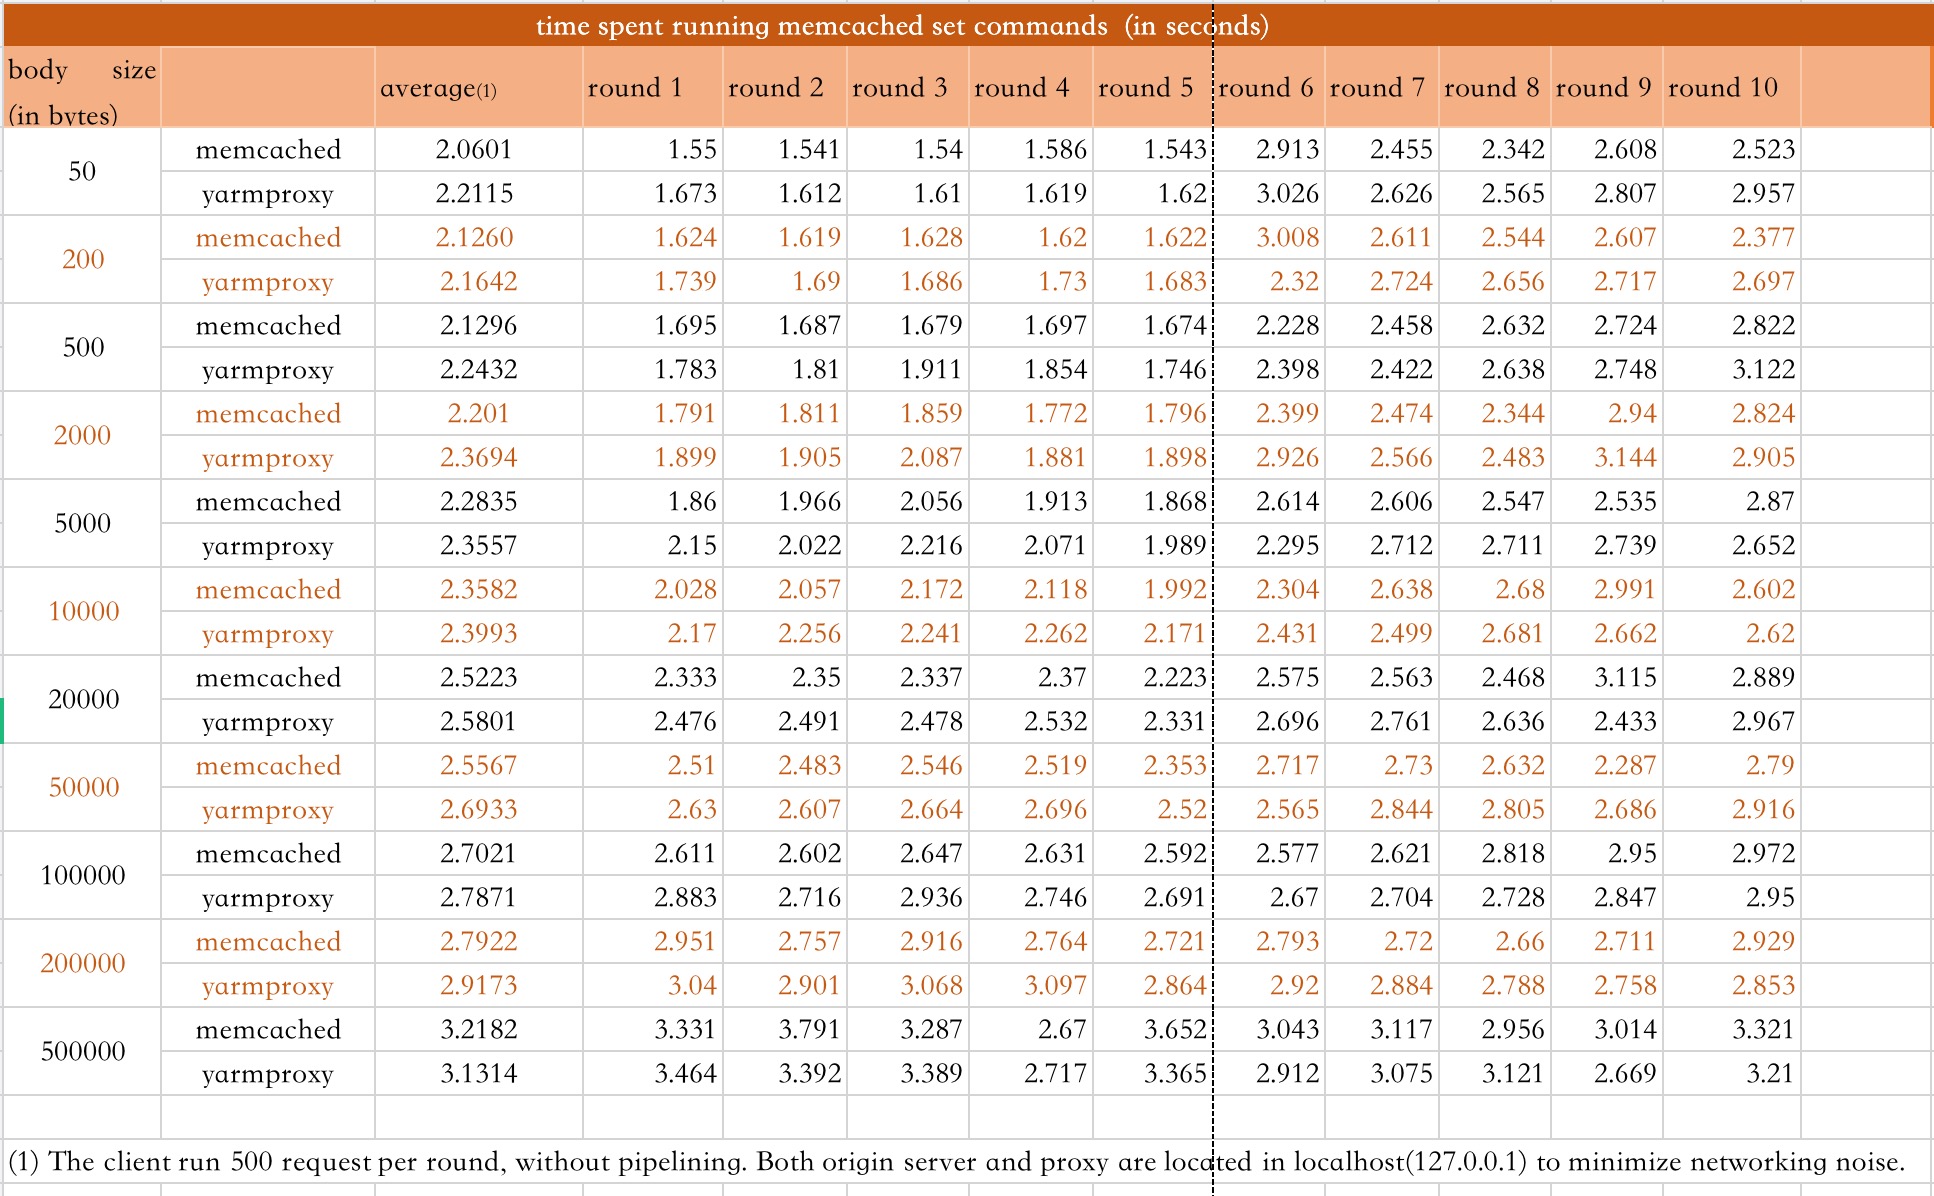 time spent running memcached set commands (in seconds)
body size (in bytes) average(1) round 1 round 2 round 3 round 4 round 5 round 6 round 7 round 8 round 9 round 10
50 memcached 2.0601 1.55 1.541 1.54 1.586 1.543 2.913 2.455 2.342 2.608 2.523
yarmproxy 2.2115 1.673 1.612 1.61 1.619 1.62 3.026 2.626 2.565 2.807 2.957
200 memcached 2.1260 1.624 1.619 1.628 1.62 1.622 3.008 2.611 2.544 2.607 2.377
yarmproxy 2.1642 1.739 1.69 1.686 1.73 1.683 2.32 2.724 2.656 2.717 2.697
500 memcached 2.1296 1.695 1.687 1.679 1.697 1.674 2.228 2.458 2.632 2.724 2.822
yarmproxy 2.2432 1.783 1.81 1.911 1.854 1.746 2.398 2.422 2.638 2.748 3.122
2000 memcached 2.201 1.791 1.811 1.859 1.772 1.796 2.399 2.474 2.344 2.94 2.824
yarmproxy 2.3694 1.899 1.905 2.087 1.881 1.898 2.926 2.566 2.483 3.144 2.905
5000 memcached 2.2835 1.86 1.966 2.056 1.913 1.868 2.614 2.606 2.547 2.535 2.87
yarmproxy 2.3557 2.15 2.022 2.216 2.071 1.989 2.295 2.712 2.711 2.739 2.652
10000 memcached 2.3582 2.028 2.057 2.172 2.118 1.992 2.304 2.638 2.68 2.991 2.602
yarmproxy 2.3993 2.17 2.256 2.241 2.262 2.171 2.431 2.499 2.681 2.662 2.62
20000 memcached 2.5223 2.333 2.35 2.337 2.37 2.223 2.575 2.563 2.468 3.115 2.889
yarmproxy 2.5801 2.476 2.491 2.478 2.532 2.331 2.696 2.761 2.636 2.433 2.967
50000 memcached 2.5567 2.51 2.483 2.546 2.519 2.353 2.717 2.73 2.632 2.287 2.79
yarmproxy 2.6933 2.63 2.607 2.664 2.696 2.52 2.565 2.844 2.805 2.686 2.916
100000 memcached 2.7021 2.611 2.602 2.647 2.631 2.592 2.577 2.621 2.818 2.95 2.972
yarmproxy 2.7871 2.883 2.716 2.936 2.746 2.691 2.67 2.704 2.728 2.847 2.95
200000 memcached 2.7922 2.951 2.757 2.916 2.764 2.721 2.793 2.72 2.66 2.711 2.929
yarmproxy 2.9173 3.04 2.901 3.068 3.097 2.864 2.92 2.884 2.788 2.758 2.853
500000 memcached 3.2182 3.331 3.791 3.287 2.67 3.652 3.043 3.117 2.956 3.014 3.321
yarmproxy 3.1314 3.464 3.392 3.389 2.717 3.365 2.912 3.075 3.121 2.669 3.21
(1) The client run 500 request per round, without pipelining. Both origin server and proxy are located in localhost(127.0.0.1) to minimize networking noise.